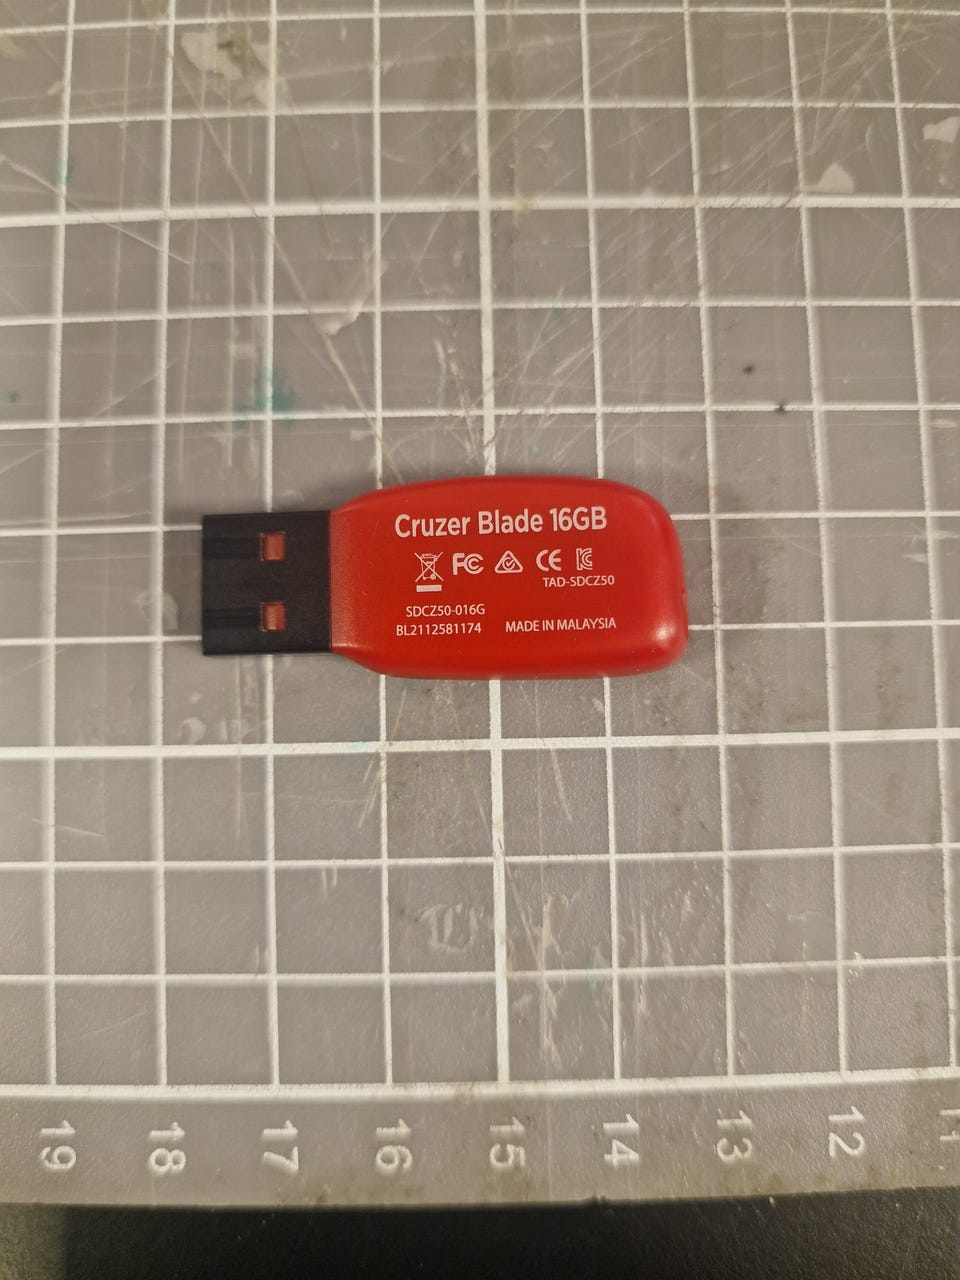 Cruzer Blade 16GB
FC CE
TAD-SDCZ50
SDCZ50-016G
BL2112581174 MADE IN MALAYSIA
19 18 17 16 15 14 13 12